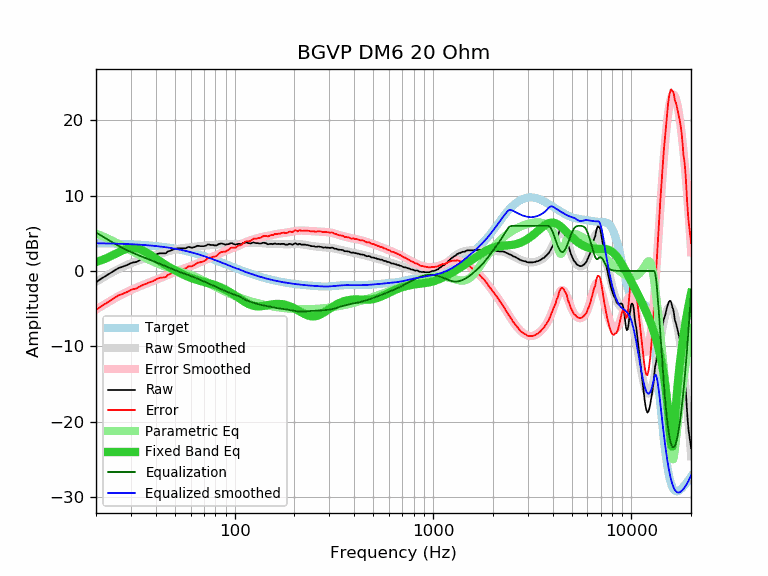 BGVP DM6 20 Ohm
Amplitude (dBr)
20
10
0
−10
−20
−30
Target
Raw Smoothed
Error Smoothed
Raw
Error
Parametric Eq
Fixed Band Eq
Equalization
Equalized smoothed
100 1000 10000
Frequency (Hz)